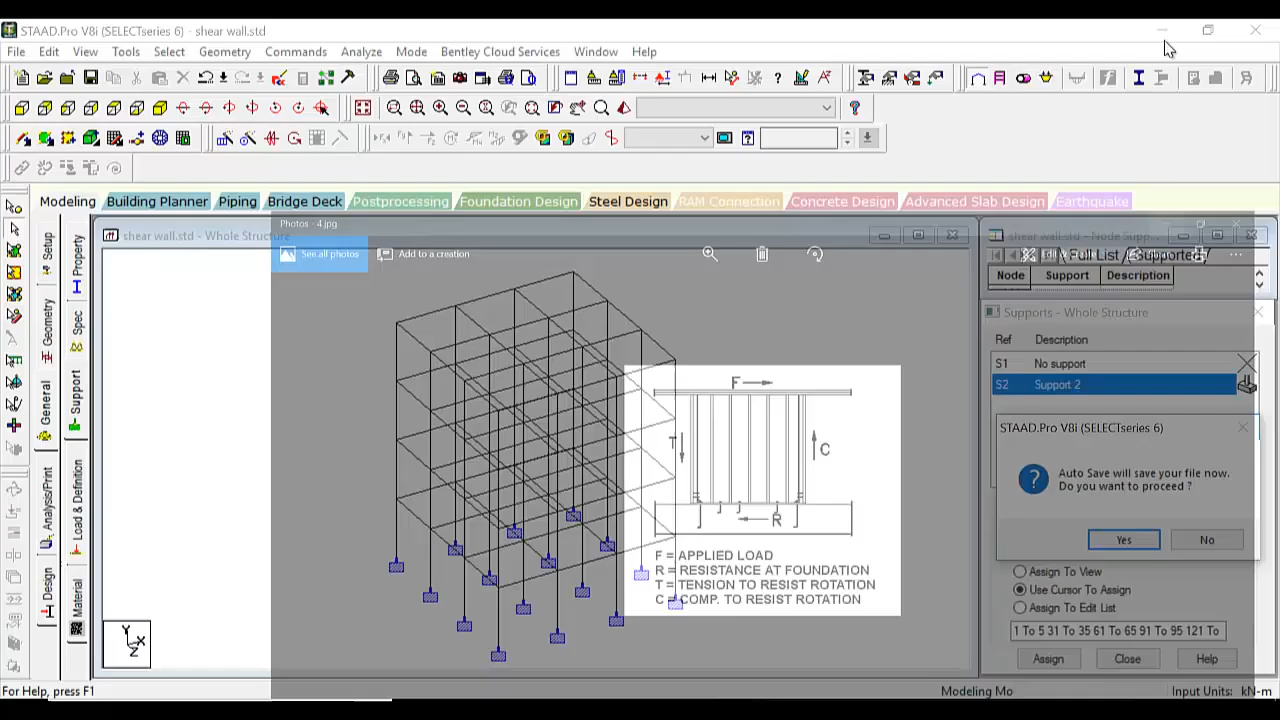 STAAD.Pro V8i (SELECTseries 6) - shear wall.std
File Edit View Tools Select Geometry Commands Analyze Mode Bentley Cloud Services Window Help
Modeling Building Planner Piping Bridge Deck Postprocessing Foundation Design Steel Design RAM Connection Concrete Design Advanced Slab Design Earthquake
Photos - 4.jpg
shear wall.std - Whole Structure
shear wall.std - Node Supp...
See all photos
Add to a creation
Full List / Supported
Node Support Description
Setup
Property
Geometry
Spec
General
Support
Analysis/Print
Load & Definition
Design
Material
Supports - Whole Structure
Ref Description
S1 No support
S2 Support 2
STAAD.Pro V8i (SELECTseries 6)
Auto Save will save your file now.
Do you want to proceed ?
Yes No
F
T
C
R
F = APPLIED LOAD
R = RESISTANCE AT FOUNDATION
T = TENSION TO RESIST ROTATION
C = COMP. TO RESIST ROTATION
Assign To View
Use Cursor To Assign
Assign To Edit List
1 To 5 31 To 35 61 To 65 91 To 95 121 To
Assign Close Help
Y
X
Z
For Help, press F1
Modeling Mo
Input Units: kN-m